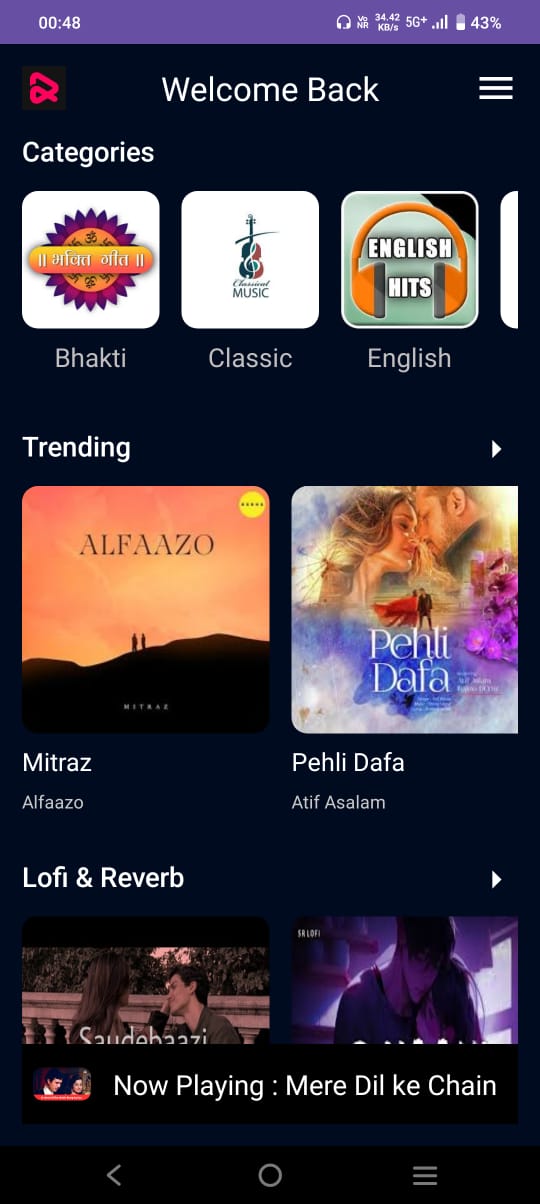 00:48
Vo
NR
34.42
KB/s
5G+
43%
Welcome Back
Categories
॥ भक्ति गीत ॥
Classical
MUSIC
ENGLISH
HITS
Bhakti
Classic
English
Trending
ALFAAZO
MITRAZ
Pehli
Dafa
Atif Aslam
Mitraz
Pehli Dafa
Alfaazo
Atif Asalam
Lofi & Reverb
SR LOFI
Saudebaazi
Now Playing : Mere Dil ke Chain